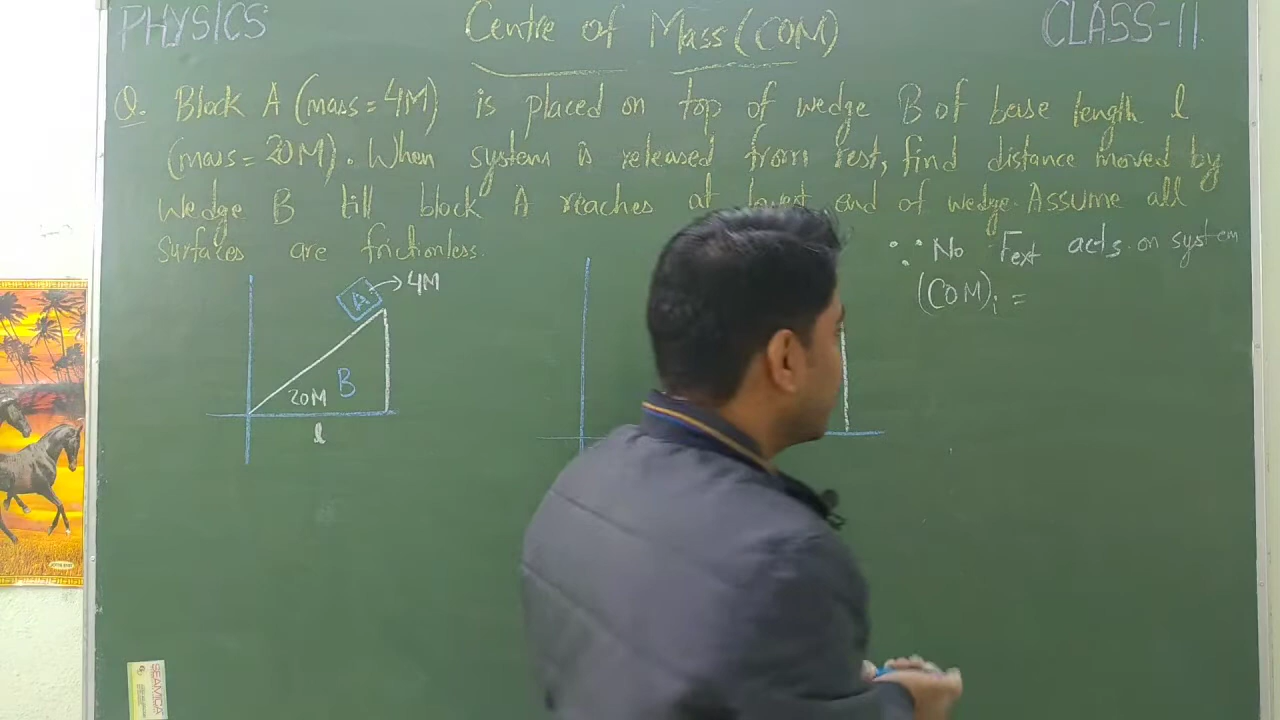 PHYSICS
Centre of Mass (COM)
CLASS-11.
Q. Block A (mass = 4M) is placed on top of wedge B of base length l
(mass = 20M). When system is released from rest, find distance moved by
wedge B till block A reaches at lowest end of wedge. Assume all
surfaces are frictionless.
∵ No Fext acts on system
(COM)i =
A → 4M
B
20M
l
SEAMICA